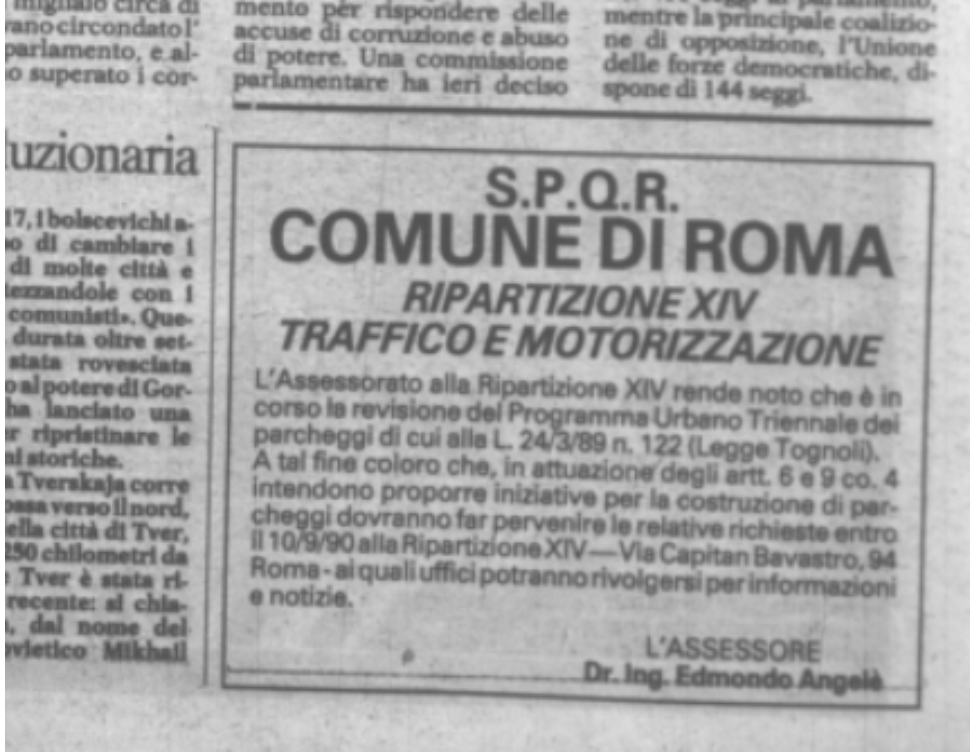 migliaio circa di
vano circondato l'
parlamento, e al-
o superato i cor-
mento per rispondere delle
accuse di corruzione e abuso
di potere. Una commissione
parlamentare ha ieri deciso
mentre la principale coalizio-
ne di opposizione, l'Unione
delle forze democratiche, di-
spone di 144 seggi.
uzionaria
17, i bolscevichi a-
po di cambiare i
di molte città e
tezzandole con i
comunisti». Que-
durata oltre set-
stata rovesciata
o al potere di Gor-
ha lanciato una
er ripristinare le
ni storiche.
a Tverskaja corre
passa verso il nord,
ella città di Tver,
250 chilometri da
Tver è stata ri-
recente: si chia-
, dal nome del
ovietico Mikhail
S.P.Q.R.
COMUNE DI ROMA
RIPARTIZIONE XIV
TRAFFICO E MOTORIZZAZIONE
L'Assessorato alla Ripartizione XIV rende noto che è in
corso la revisione del Programma Urbano Triennale dei
parcheggi di cui alla L. 24/3/89 n. 122 (Legge Tognoli).
A tal fine coloro che, in attuazione degli artt. 6 e 9 co. 4
intendono proporre iniziative per la costruzione di par-
cheggi dovranno far pervenire le relative richieste entro
il 10/9/90 alla Ripartizione XIV — Via Capitan Bavastro, 94
Roma - ai quali uffici potranno rivolgersi per informazioni
e notizie.
L'ASSESSORE
Dr. Ing. Edmondo Angelè